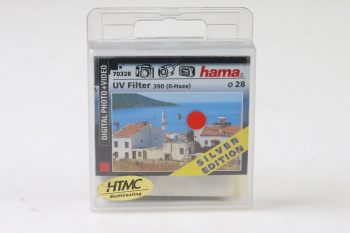 DIGITAL PHOTO+VIDEO
70328
hama®
UV Filter 390 (0-Haze)
Ø 28
SILVER
EDITION
HTMC
Multicoating